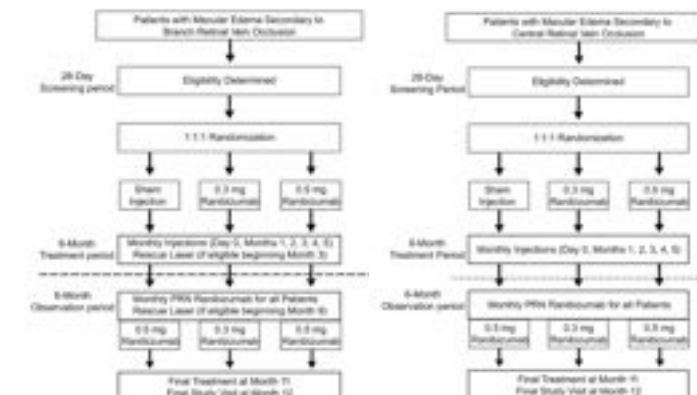 Patients with Macular Edema Secondary to
Branch Retinal Vein Occlusion
28-Day
Screening period
Eligibility Determined
1:1:1 Randomization
Sham
Injection
0.3 mg
Ranibizumab
0.5 mg
Ranibizumab
6-Month
Treatment period
Monthly Injections (Day 0, Months 1, 2, 3, 4, 5)
Rescue Laser (if eligible beginning Month 3)
6-Month
Observation period
Monthly PRN Ranibizumab for all Patients
Rescue Laser (if eligible beginning Month 9)
0.5 mg
Ranibizumab
0.3 mg
Ranibizumab
0.5 mg
Ranibizumab
Final Treatment at Month 11
Final Study Visit at Month 12
Patients with Macular Edema Secondary to
Central Retinal Vein Occlusion
28-Day
Screening Period
Eligibility Determined
1:1:1 Randomization
Sham
Injection
0.3 mg
Ranibizumab
0.5 mg
Ranibizumab
6-Month
Treatment Period
Monthly Injections (Day 0, Months 1, 2, 3, 4, 5)
6-Month
Observation period
Monthly PRN Ranibizumab for all Patients
0.5 mg
Ranibizumab
0.3 mg
Ranibizumab
0.5 mg
Ranibizumab
Final Treatment at Month 11
Final Study Visit at Month 12